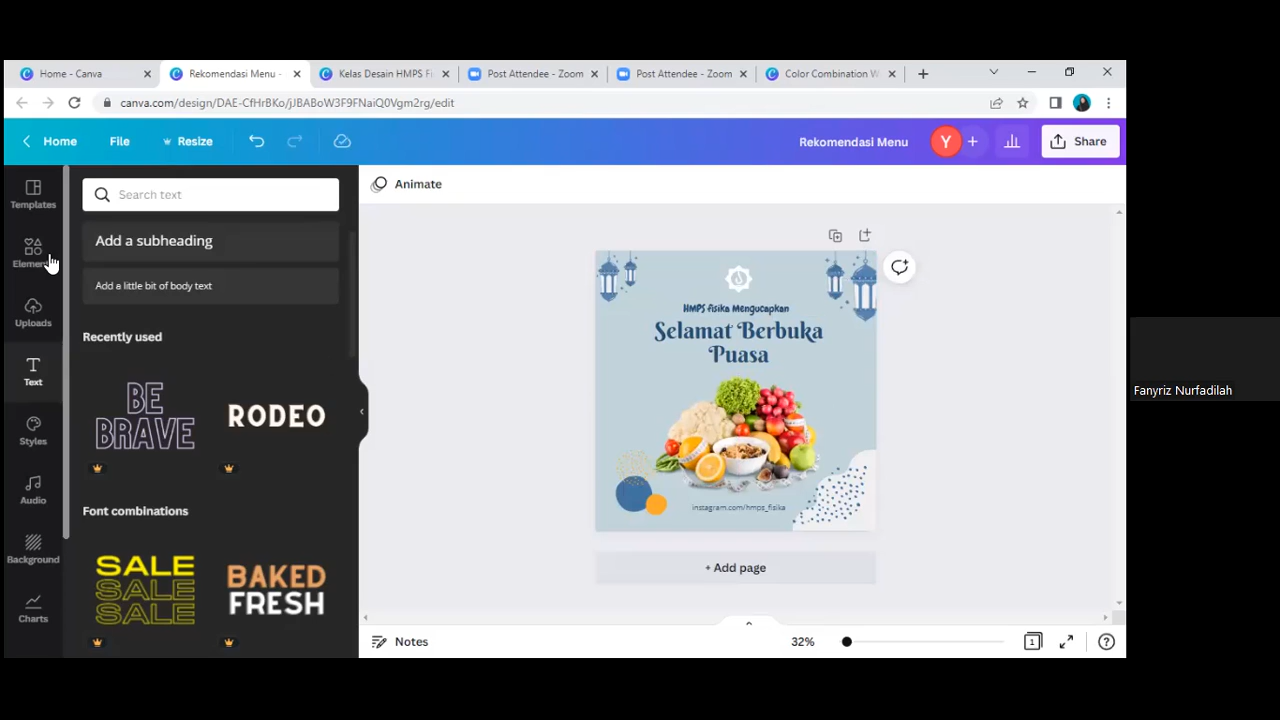 Home - Canva
Rekomendasi Menu -
Kelas Desain HMPS Fi
Post Attendee - Zoom
Post Attendee - Zoom
Color Combination W
canva.com/design/DAE-CfHrBKo/jJBABoW3F9FNaiQ0Vgm2rg/edit
Home
File
Resize
Rekomendasi Menu
Y
Share
Templates
Elements
Uploads
Text
Styles
Audio
Background
Charts
Search text
Add a subheading
Add a little bit of body text
Recently used
BE
BRAVE
RODEO
Font combinations
SALE
SALE
SALE
BAKED
FRESH
Animate
HMPS fisika Mengucapkan
Selamat Berbuka
Puasa
instagram.com/hmps_fisika
+ Add page
Notes
32%
1
Fanyriz Nurfadilah